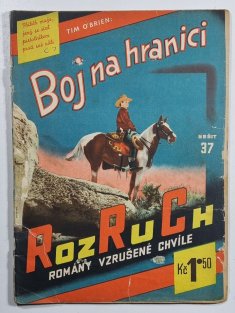 TIM O'BRIEN:
Boj na hranici
SEŠIT
37
RozRuCh
ROMÁNY VZRUŠENÉ CHVÍLE
Kč 1·50